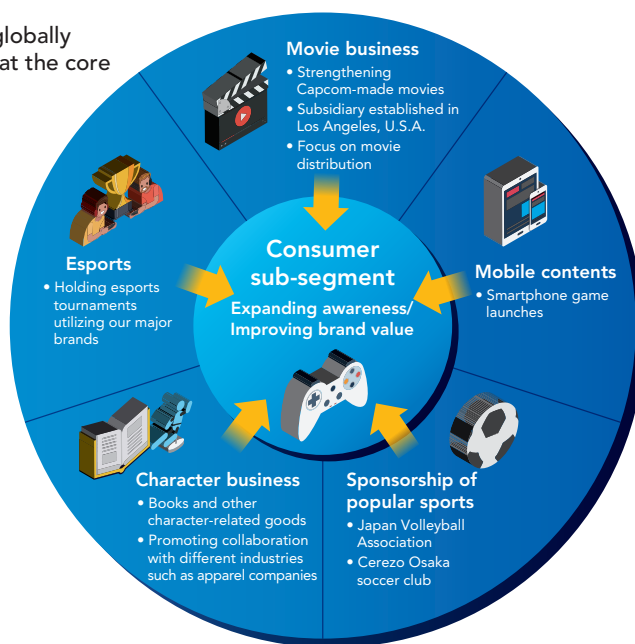 globally
at the core
Movie business
• Strengthening
Capcom-made movies
• Subsidiary established in
Los Angeles, U.S.A.
• Focus on movie
distribution
Esports
• Holding esports
tournaments
utilizing our major
brands
Consumer
sub-segment
Expanding awareness/
Improving brand value
Mobile contents
• Smartphone game
launches
Character business
• Books and other
character-related goods
• Promoting collaboration
with different industries
such as apparel companies
Sponsorship of
popular sports
• Japan Volleyball
Association
• Cerezo Osaka
soccer club